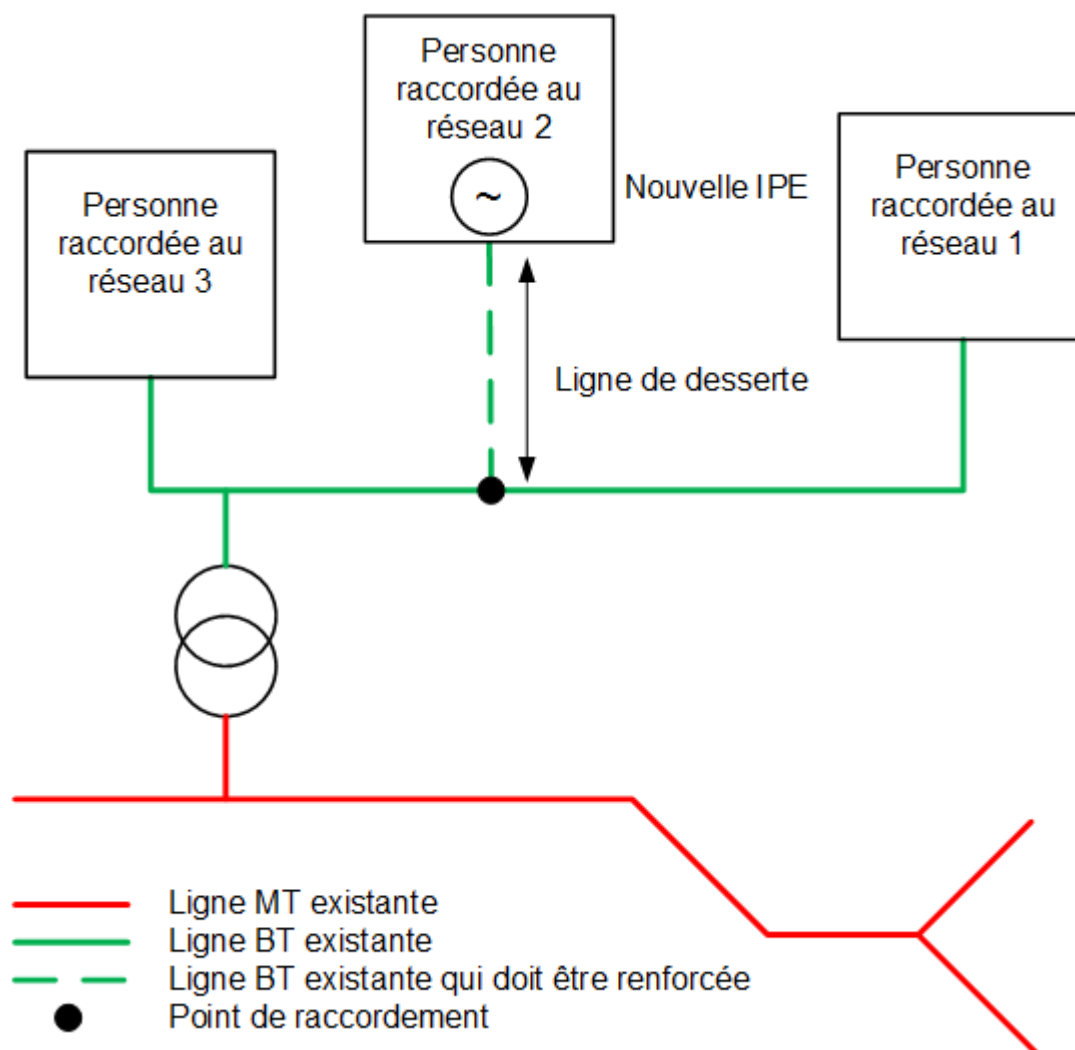 Personne
raccordée au
réseau 2
~
Nouvelle IPE
Personne
raccordée au
réseau 1
Personne
raccordée au
réseau 3
Ligne de desserte
Ligne MT existante
Ligne BT existante
Ligne BT existante qui doit être renforcée
Point de raccordement